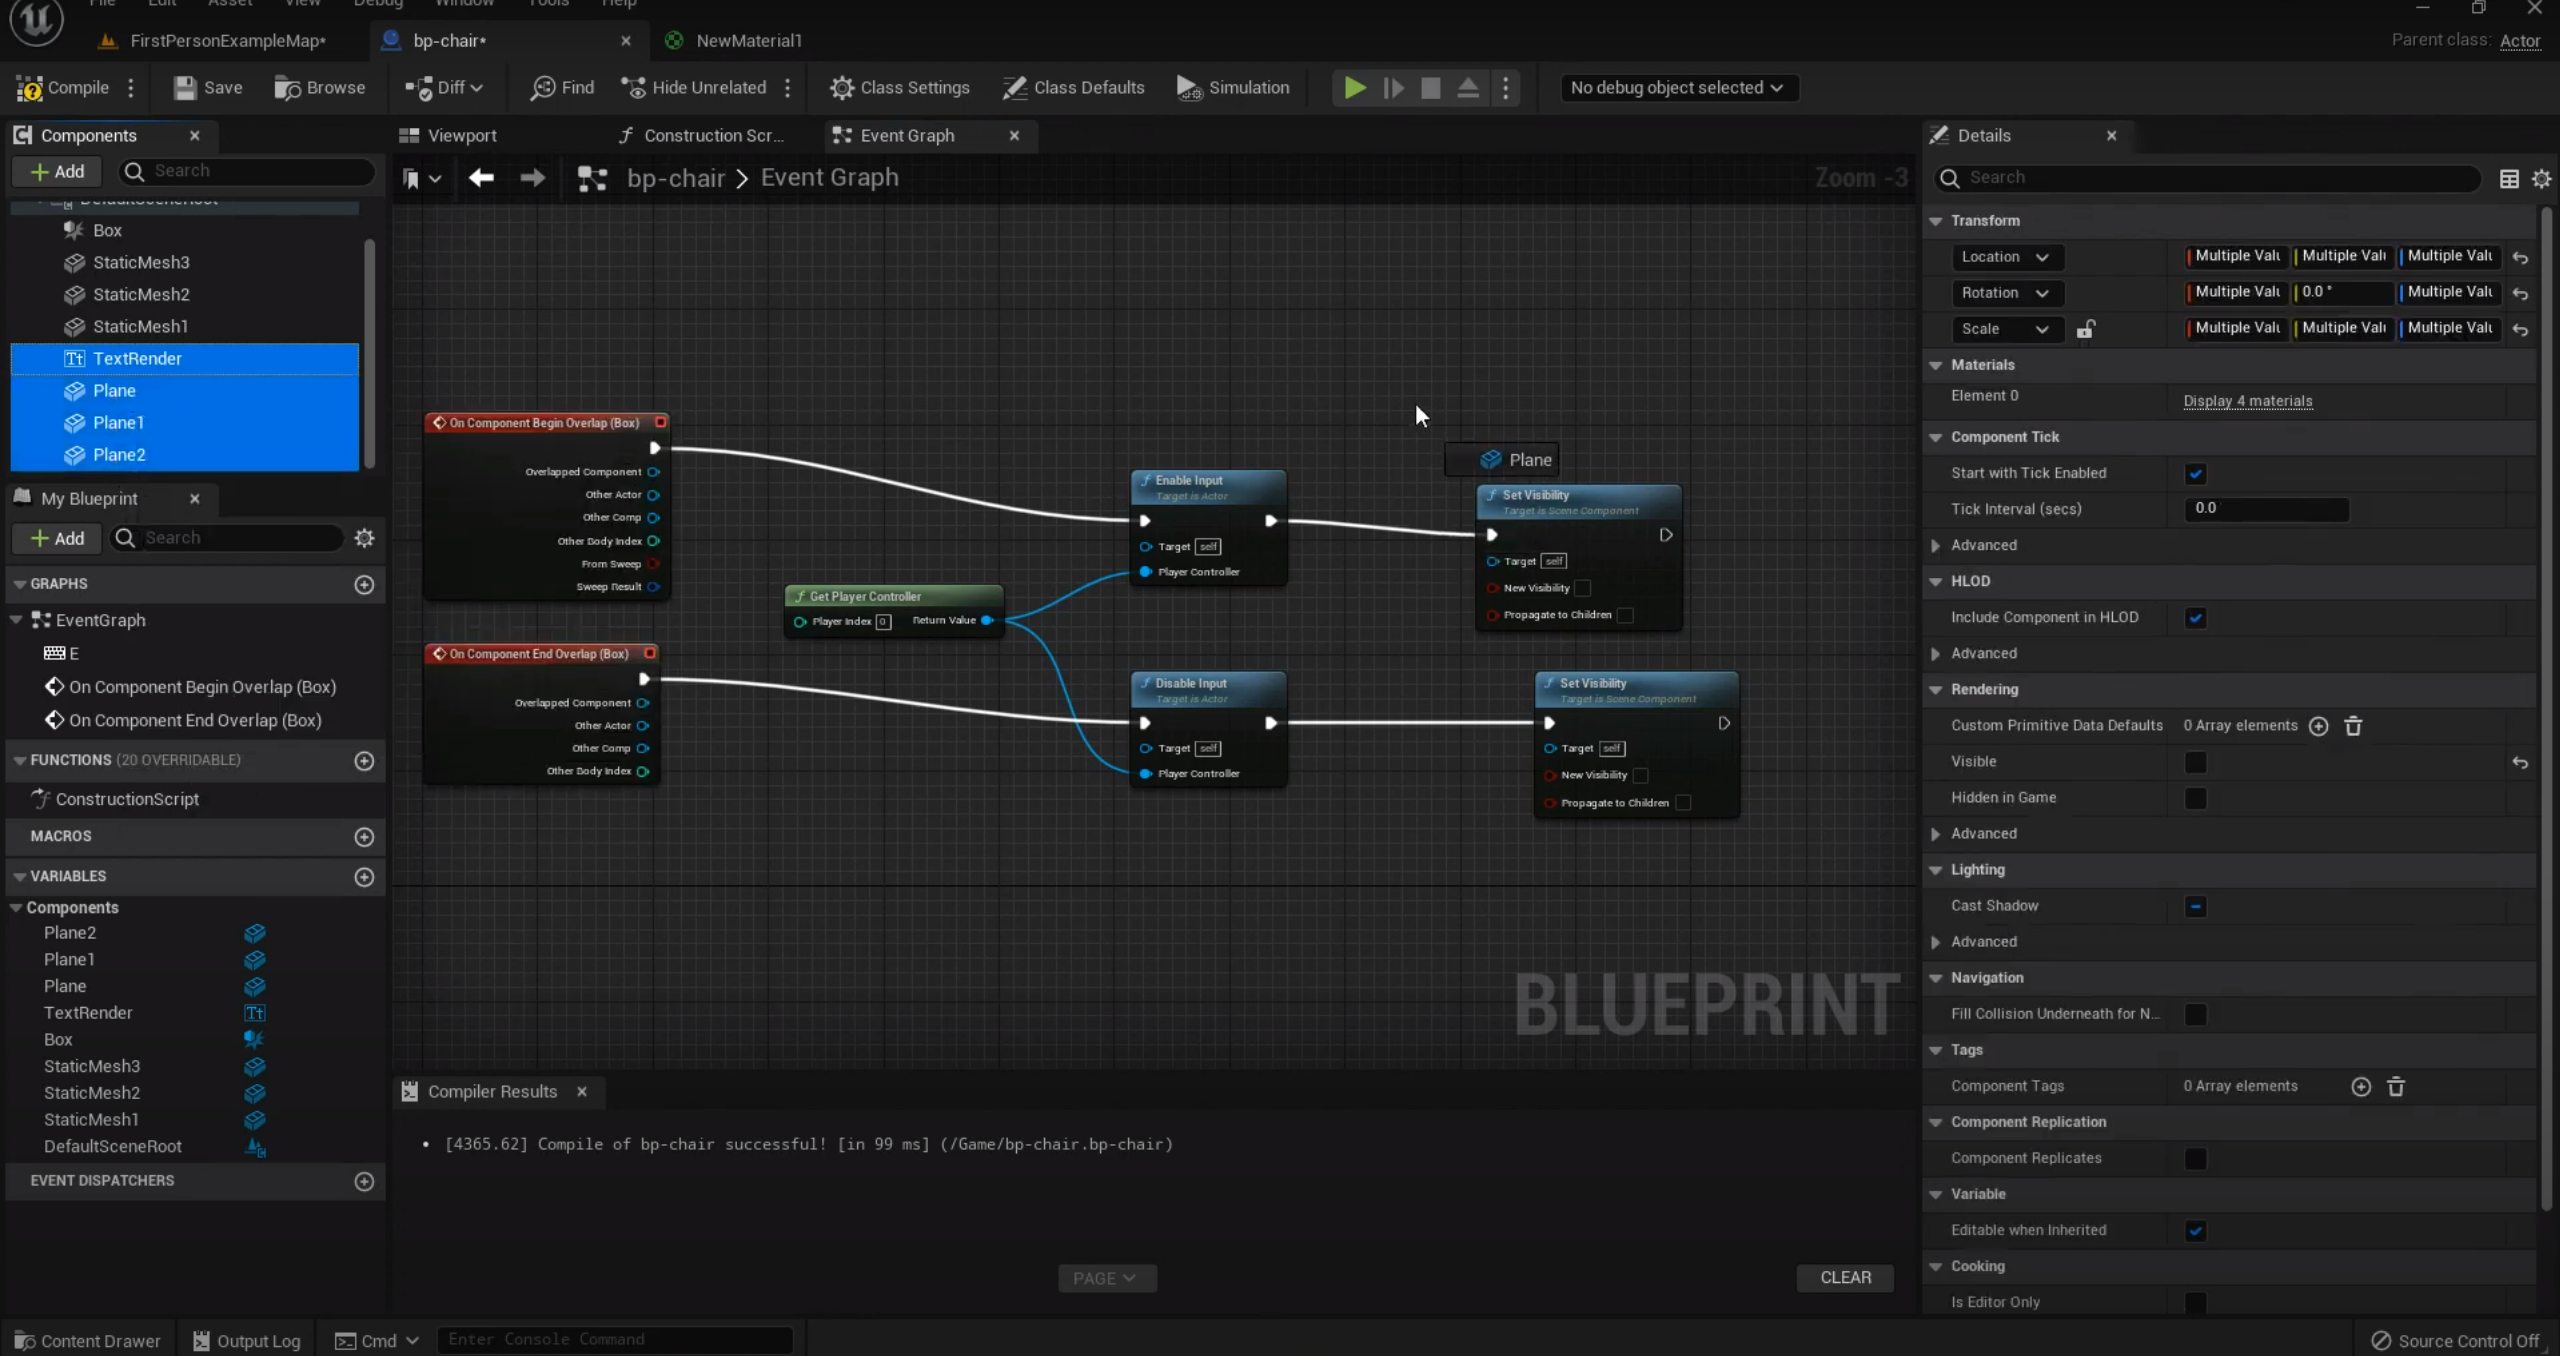 File Edit Asset View Debug Window Tools Help
FirstPersonExampleMap*
bp-chair*
NewMaterial1
Parent class: Actor
Compile
Save
Browse
Diff
Find
Hide Unrelated
Class Settings
Class Defaults
Simulation
No debug object selected
Components
Add
Search
DefaultSceneRoot
Box
StaticMesh3
StaticMesh2
StaticMesh1
TextRender
Plane
Plane1
Plane2
My Blueprint
Add
Search
GRAPHS
EventGraph
E
On Component Begin Overlap (Box)
On Component End Overlap (Box)
FUNCTIONS (20 OVERRIDABLE)
ConstructionScript
MACROS
VARIABLES
Components
Plane2
Plane1
Plane
TextRender
Box
StaticMesh3
StaticMesh2
StaticMesh1
DefaultSceneRoot
EVENT DISPATCHERS
Viewport
Construction Scr...
Event Graph
bp-chair > Event Graph
Zoom -3
On Component Begin Overlap (Box)
Overlapped Component
Other Actor
Other Comp
Other Body Index
From Sweep
Sweep Result
On Component End Overlap (Box)
Overlapped Component
Other Actor
Other Comp
Other Body Index
Get Player Controller
Player Index 0 Return Value
Enable Input
Target is Actor
Target self
Player Controller
Disable Input
Target is Actor
Target self
Player Controller
Plane
Set Visibility
Target is Scene Component
Target self
New Visibility
Propagate to Children
Set Visibility
Target is Scene Component
Target self
New Visibility
Propagate to Children
BLUEPRINT
Compiler Results
• [4365.62] Compile of bp-chair successful! [in 99 ms] (/Game/bp-chair.bp-chair)
PAGE
CLEAR
Details
Search
Transform
Location Multiple Valu Multiple Valu Multiple Valu
Rotation Multiple Valu 0.0 ° Multiple Valu
Scale Multiple Valu Multiple Valu Multiple Valu
Materials
Element 0 Display 4 materials
Component Tick
Start with Tick Enabled
Tick Interval (secs) 0.0
Advanced
HLOD
Include Component in HLOD
Advanced
Rendering
Custom Primitive Data Defaults 0 Array elements
Visible
Hidden in Game
Advanced
Lighting
Cast Shadow
Advanced
Navigation
Fill Collision Underneath for N...
Tags
Component Tags 0 Array elements
Component Replication
Component Replicates
Variable
Editable when Inherited
Cooking
Is Editor Only
Content Drawer
Output Log
Cmd
Enter Console Command
Source Control Off